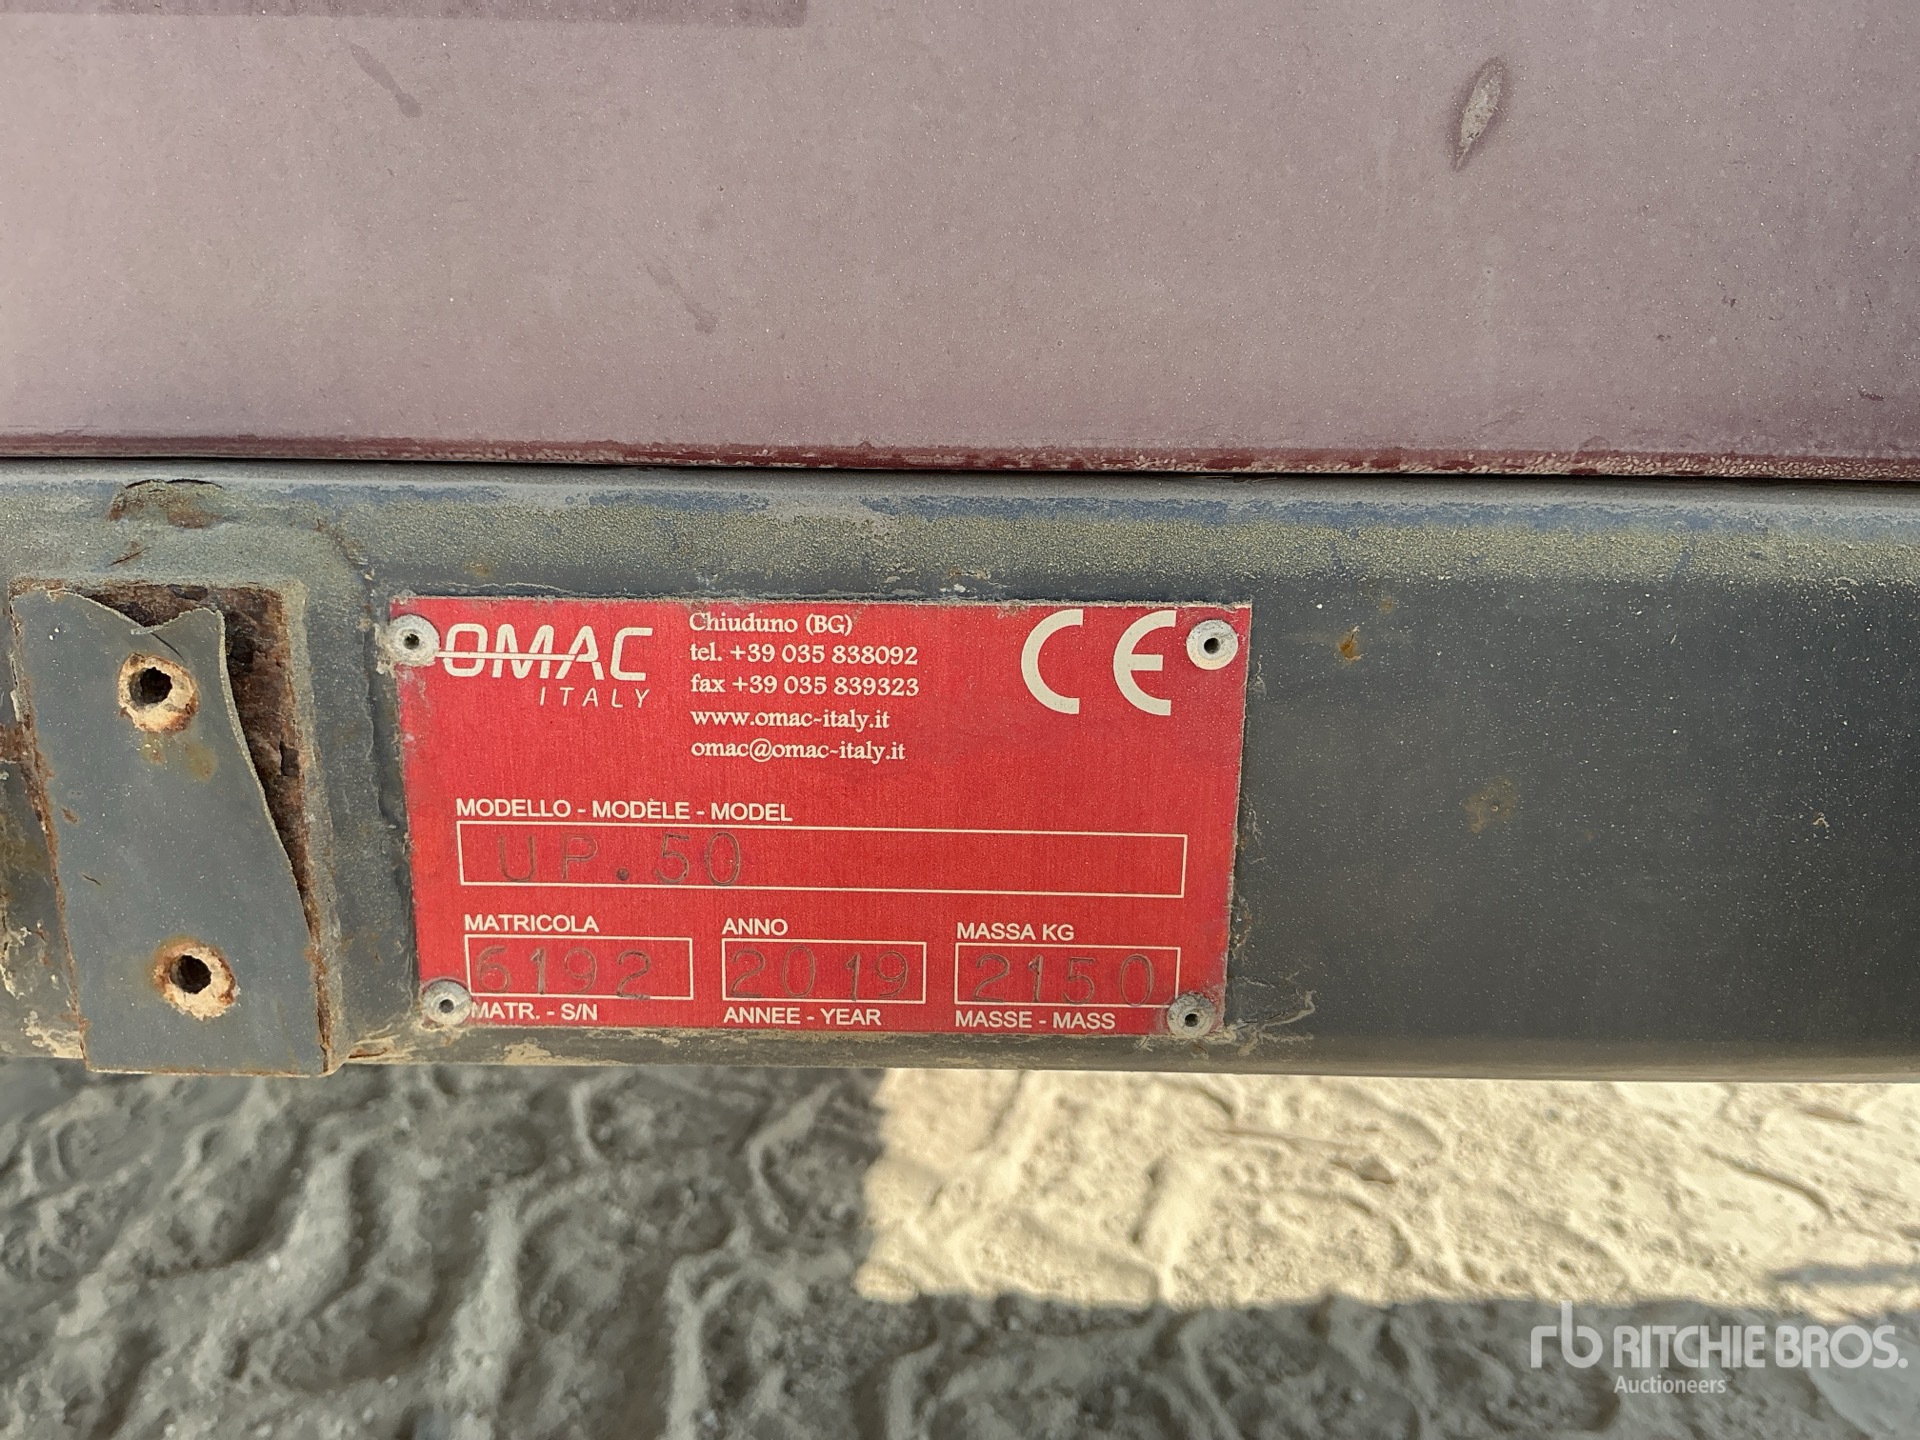 OMAC
ITALY
Chiuduno (BG)
tel. +39 035 838092
fax +39 035 839323
www.omac-italy.it
omac@omac-italy.it
CE
MODELLO - MODÈLE - MODEL
UP.50
MATRICOLA ANNO MASSA KG
6192 2019 2150
MATR. - S/N ANNEE - YEAR MASSE - MASS
rb RITCHIE BROS.
Auctioneers